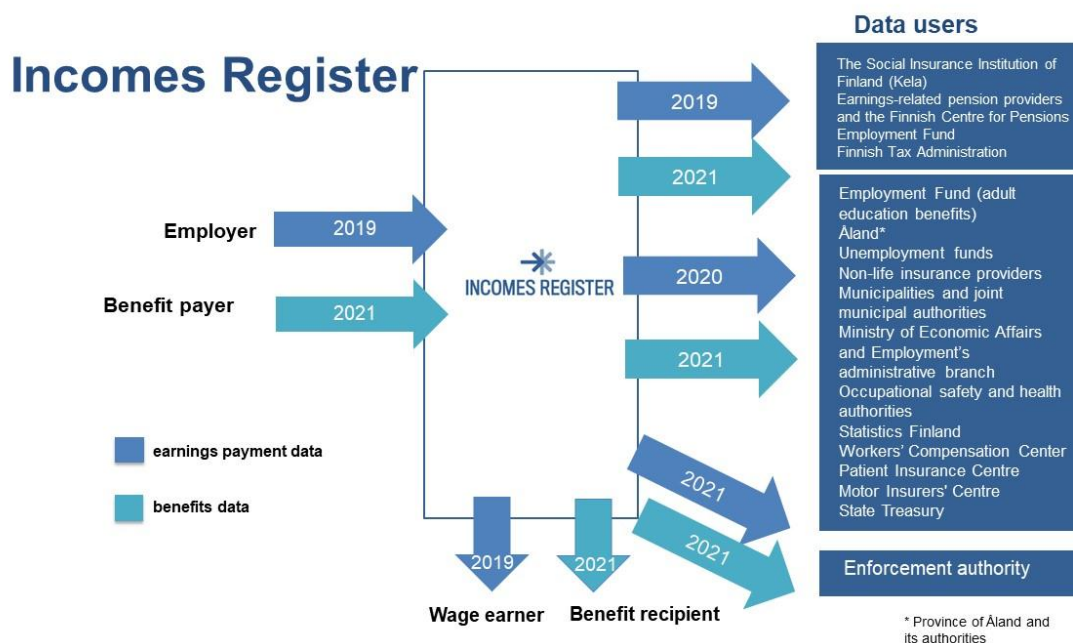 Incomes Register
Data users
The Social Insurance Institution of
Finland (Kela)
Earnings-related pension providers
and the Finnish Centre for Pensions
Employment Fund
Finnish Tax Administration
2019
2021
Employer
2019
Benefit payer
2021
INCOMES REGISTER
2020
2021
Employment Fund (adult
education benefits)
Åland*
Unemployment funds
Non-life insurance providers
Municipalities and joint
municipal authorities
Ministry of Economic Affairs
and Employment's
administrative branch
Occupational safety and health
authorities
Statistics Finland
Workers' Compensation Center
Patient Insurance Centre
Motor Insurers' Centre
State Treasury
earnings payment data
benefits data
2021
2021
Enforcement authority
2019
2021
Wage earner
Benefit recipient
* Province of Åland and
its authorities